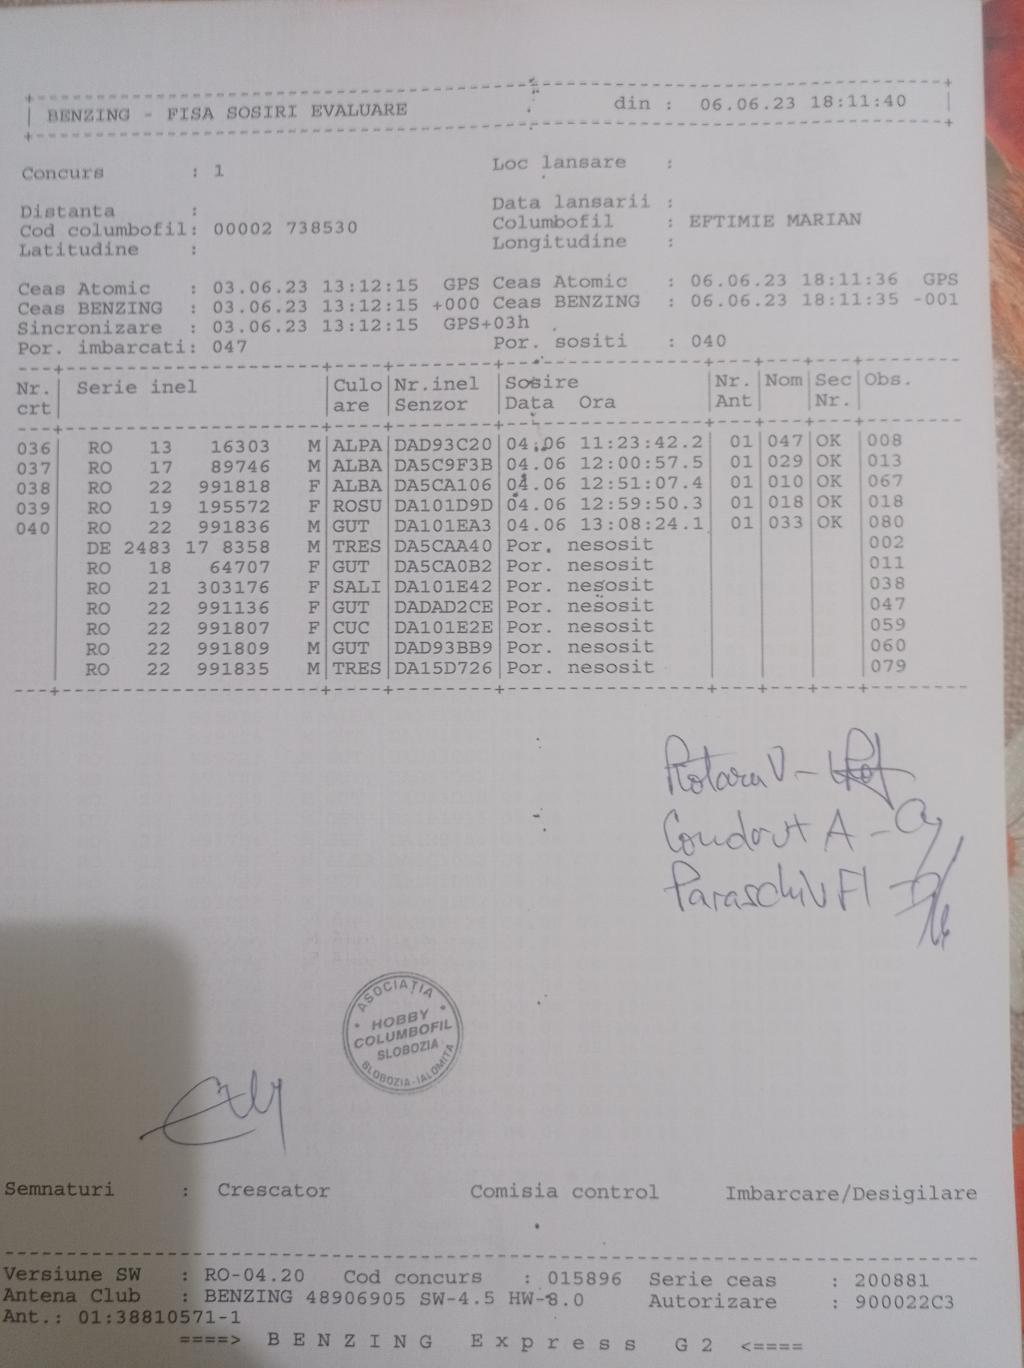 BENZING - FISA SOSIRI EVALUARE din : 06.06.23 18:11:40
Concurs : 1 Loc lansare :
Distanta : Data lansarii :
Cod columbofil: 00002 738530 Columbofil : EFTIMIE MARIAN
Latitudine : Longitudine :
Ceas Atomic : 03.06.23 13:12:15 GPS Ceas Atomic : 06.06.23 18:11:36 GPS
Ceas BENZING : 03.06.23 13:12:15 +000 Ceas BENZING : 06.06.23 18:11:35 -001
Sincronizare : 03.06.23 13:12:15 GPS+03h
Por. imbarcati: 047 Por. sositi : 040
Nr. Serie inel Culo Nr.inel Sosire Nr. Nom Sec Obs.
crt are Senzor Data Ora Ant Nr.
036 RO 13 16303 M ALPA DAD93C20 04.06 11:23:42.2 01 047 OK 008
037 RO 17 89746 M ALBA DA5C9F3B 04.06 12:00:57.5 01 029 OK 013
038 RO 22 991818 F ALBA DA5CA106 04.06 12:51:07.4 01 010 OK 067
039 RO 19 195572 F ROSU DA101D9D 04.06 12:59:50.3 01 018 OK 018
040 RO 22 991836 M GUT DA101EA3 04.06 13:08:24.1 01 033 OK 080
DE 2483 17 8358 M TRES DA5CAA40 Por. nesosit 002
RO 18 64707 F GUT DA5CA0B2 Por. nesosit 011
RO 21 303176 F SALI DA101E42 Por. nesosit 038
RO 22 991136 F GUT DADAD2CE Por. nesosit 047
RO 22 991807 F CUC DA101E2E Por. nesosit 059
RO 22 991809 M GUT DAD93BB9 Por. nesosit 060
RO 22 991835 M TRES DA15D726 Por. nesosit 079
Rotaru V -
A -
Paraschiv Fl -
ASOCIAȚIA
HOBBY
COLUMBOFIL
SLOBOZIA
SLOBOZIA-IALOMITA
Semnaturi : Crescator Comisia control Imbarcare/Desigilare
Versiune SW : RO-04.20 Cod concurs : 015896 Serie ceas : 200881
Antena Club : BENZING 48906905 SW-4.5 HW-8.0 Autorizare : 900022C3
Ant.: 01:38810571-1
====> BENZING Express G2 <====